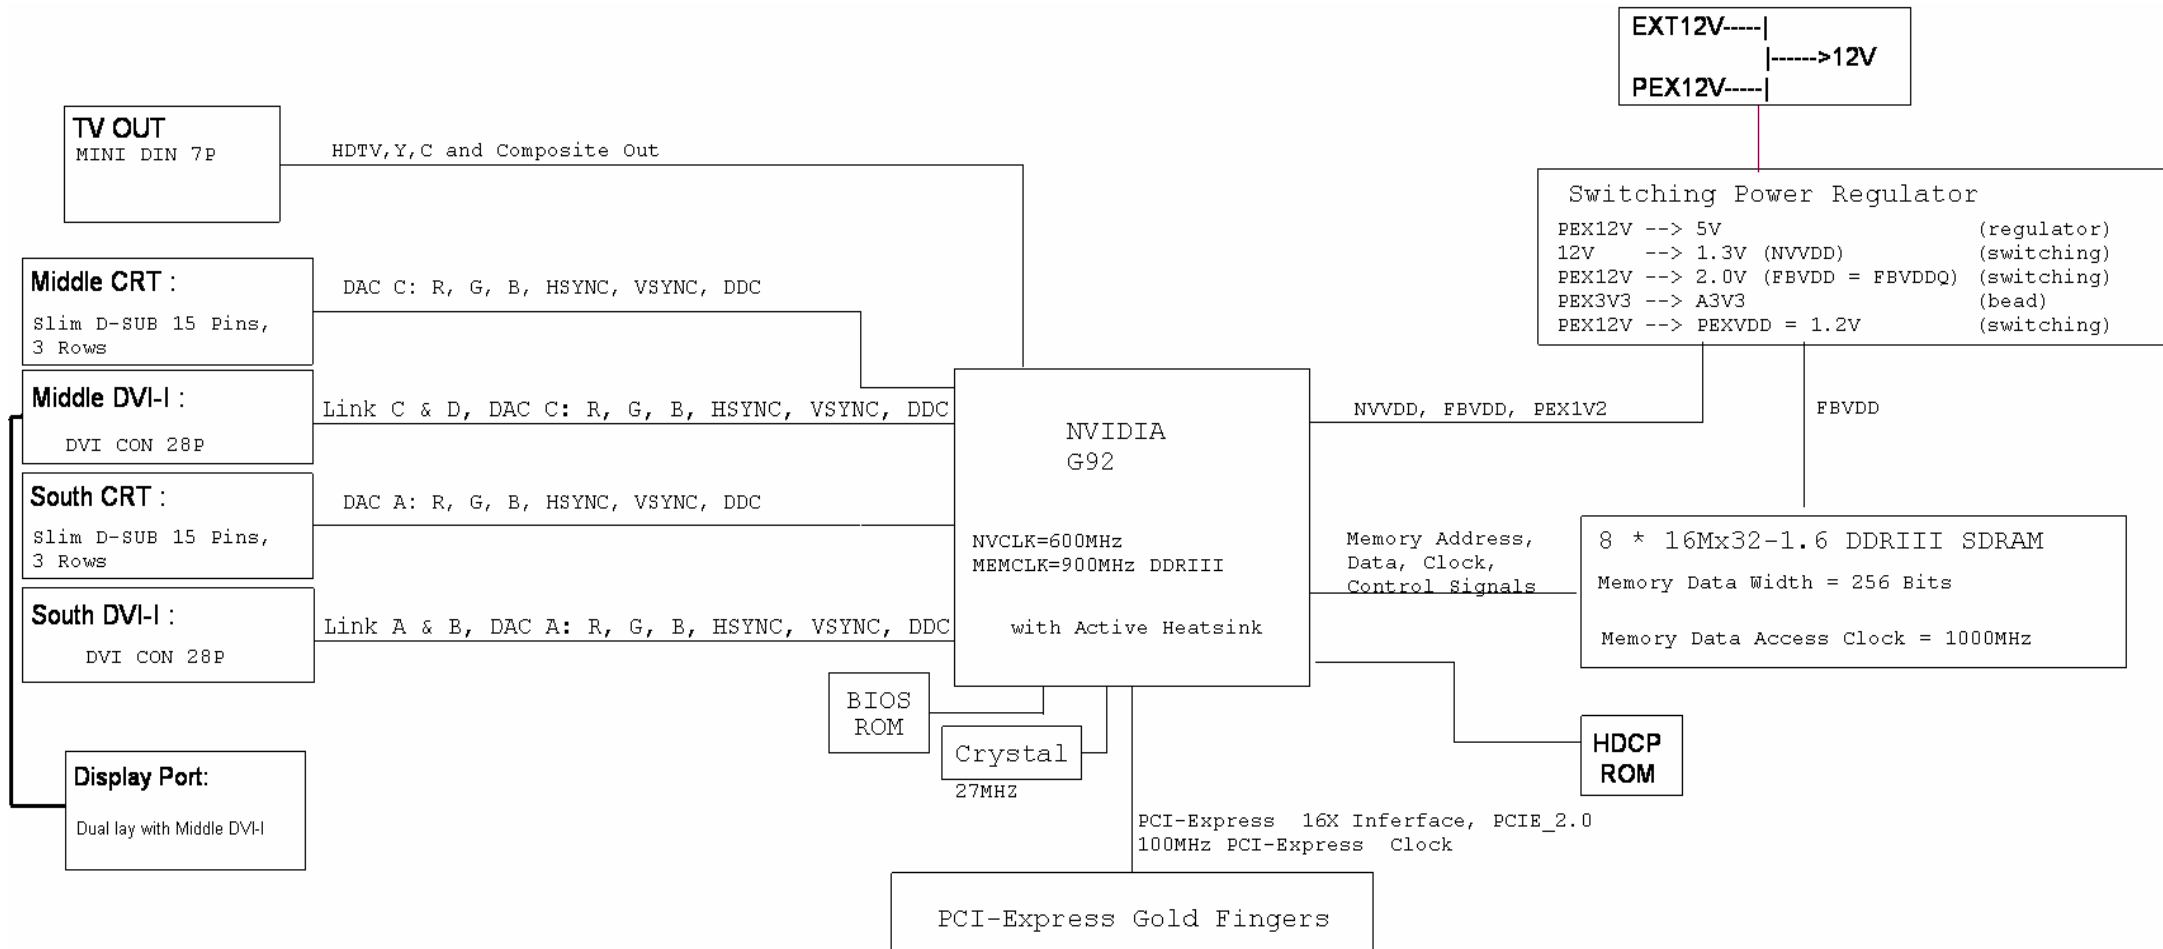 EXT12V-----|
|------>12V
PEX12V-----|
TV OUT
MINI DIN 7P
HDTV,Y,C and Composite Out
Switching Power Regulator
PEX12V --> 5V (regulator)
12V --> 1.3V (NVVDD) (switching)
PEX12V --> 2.0V (FBVDD = FBVDDQ) (switching)
PEX3V3 --> A3V3 (bead)
PEX12V --> PEXVDD = 1.2V (switching)
Middle CRT :
Slim D-SUB 15 Pins,
3 Rows
DAC C: R, G, B, HSYNC, VSYNC, DDC
Middle DVI-I :
DVI CON 28P
Link C & D, DAC C: R, G, B, HSYNC, VSYNC, DDC
South CRT :
Slim D-SUB 15 Pins,
3 Rows
DAC A: R, G, B, HSYNC, VSYNC, DDC
South DVI-I :
DVI CON 28P
Link A & B, DAC A: R, G, B, HSYNC, VSYNC, DDC
Display Port:
Dual lay with Middle DVI-I
NVIDIA
G92
NVCLK=600MHz
MEMCLK=900MHz DDRIII
with Active Heatsink
NVVDD, FBVDD, PEX1V2
FBVDD
Memory Address,
Data, Clock,
Control Signals
8 * 16Mx32-1.6 DDRIII SDRAM
Memory Data Width = 256 Bits
Memory Data Access Clock = 1000MHz
BIOS
ROM
Crystal
27MHZ
HDCP
ROM
PCI-Express 16X Inferface, PCIE_2.0
100MHz PCI-Express Clock
PCI-Express Gold Fingers